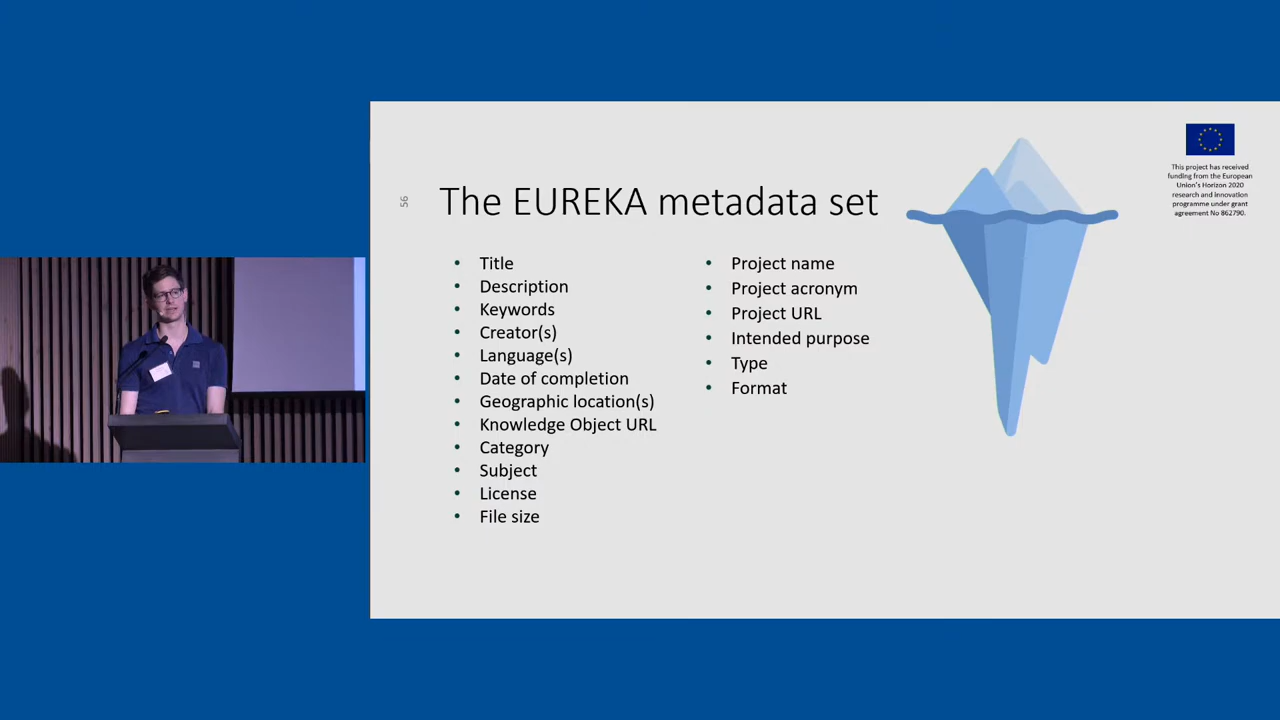 56
The EUREKA metadata set
• Title
• Description
• Keywords
• Creator(s)
• Language(s)
• Date of completion
• Geographic location(s)
• Knowledge Object URL
• Category
• Subject
• License
• File size
• Project name
• Project acronym
• Project URL
• Intended purpose
• Type
• Format
This project has received
funding from the European
Union's Horizon 2020
research and innovation
programme under grant
agreement No 862790.